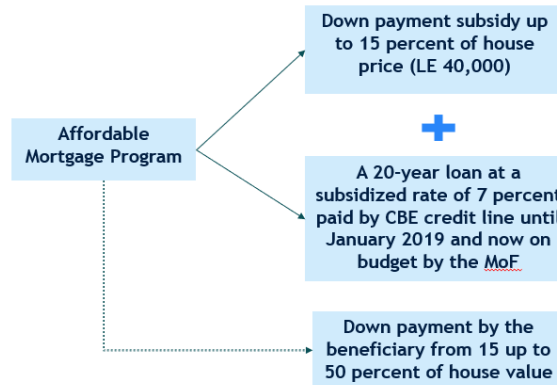 Down payment subsidy up
to 15 percent of house
price (LE 40,000)
+
Affordable
Mortgage Program
A 20-year loan at a
subsidized rate of 7 percent
paid by CBE credit line until
January 2019 and now on
budget by the MoF
Down payment by the
beneficiary from 15 up to
50 percent of house value